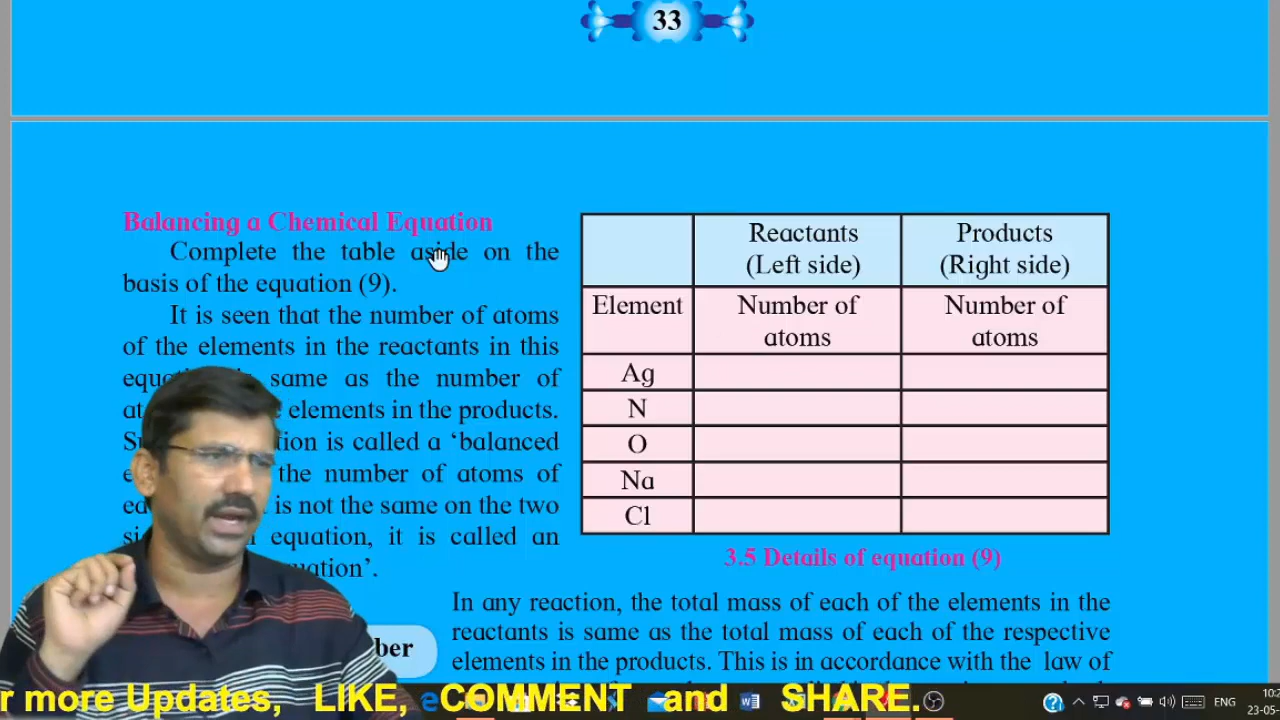 33
Balancing a Chemical Equation
Complete the table aside on the
basis of the equation (9).
It is seen that the number of atoms
of the elements in the reactants in this
same as the number of
elements in the products.
is called a ‘balanced
the number of atoms of
is not the same on the two
equation, it is called an
Reactants
(Left side)
Products
(Right side)
Element
Number of
atoms
Number of
atoms
Ag
N
O
Na
Cl
3.5 Details of equation (9)
In any reaction, the total mass of each of the elements in the
reactants is same as the total mass of each of the respective
elements in the products. This is in accordance with the law of
more Updates, LIKE, COMMENT and SHARE.
ENG